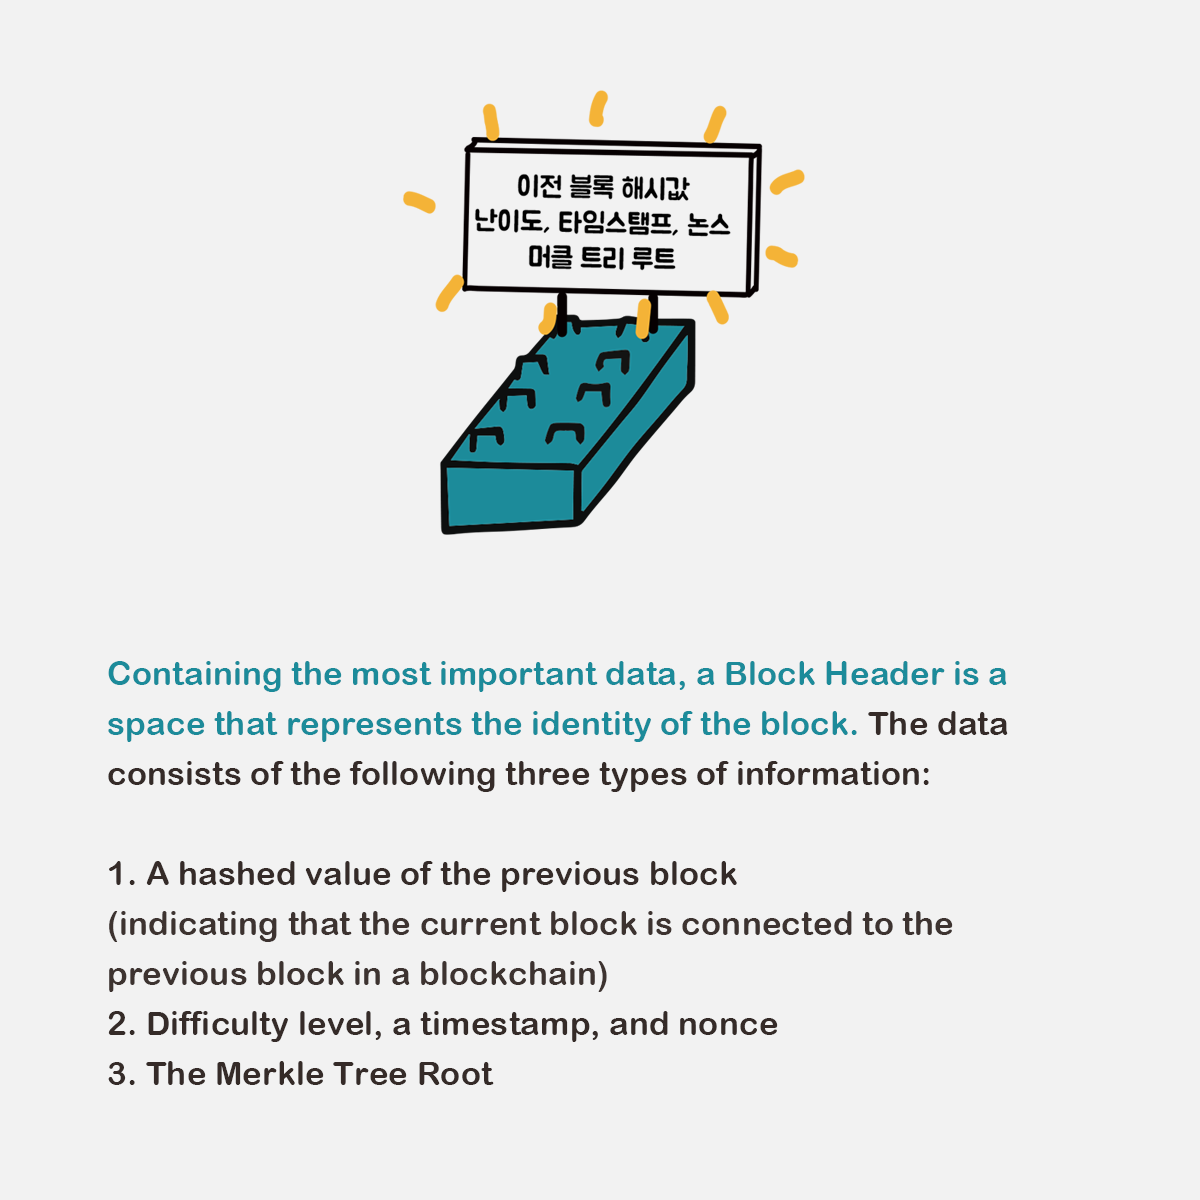 이전 블록 해시값
난이도, 타임스탬프, 논스
머클 트리 루트
Containing the most important data, a Block Header is a
space that represents the identity of the block. The data
consists of the following three types of information:
1. A hashed value of the previous block
(indicating that the current block is connected to the
previous block in a blockchain)
2. Difficulty level, a timestamp, and nonce
3. The Merkle Tree Root